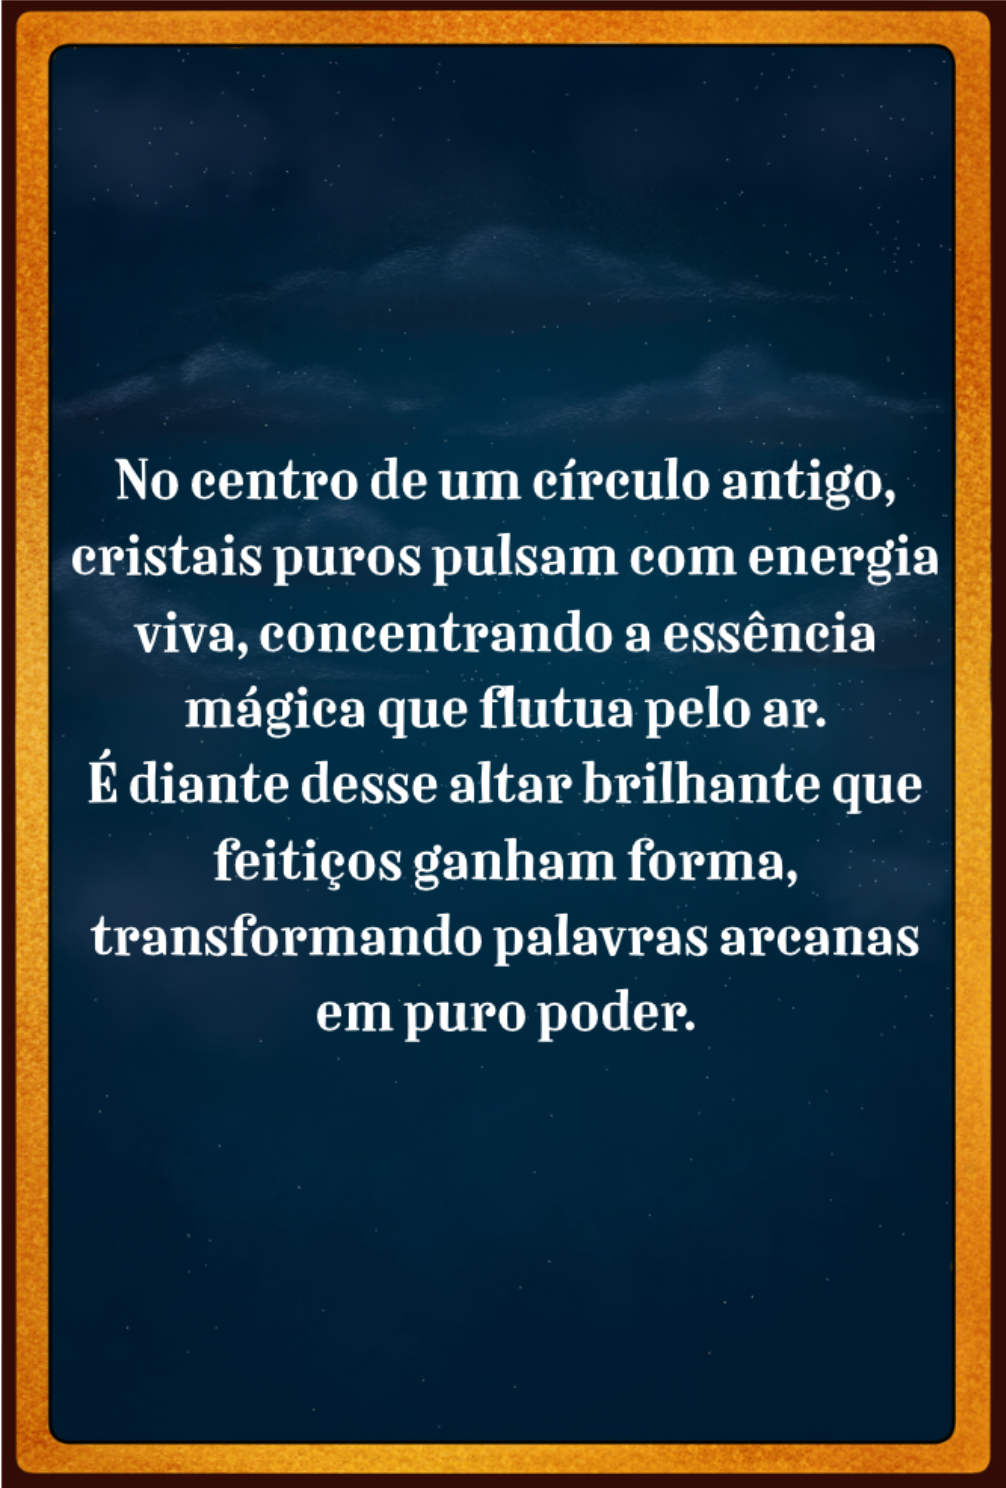 No centro de um círculo antigo,
cristais puros pulsam com energia
viva, concentrando a essência
mágica que flutua pelo ar.
É diante desse altar brilhante que
feitiços ganham forma,
transformando palavras arcanas
em puro poder.